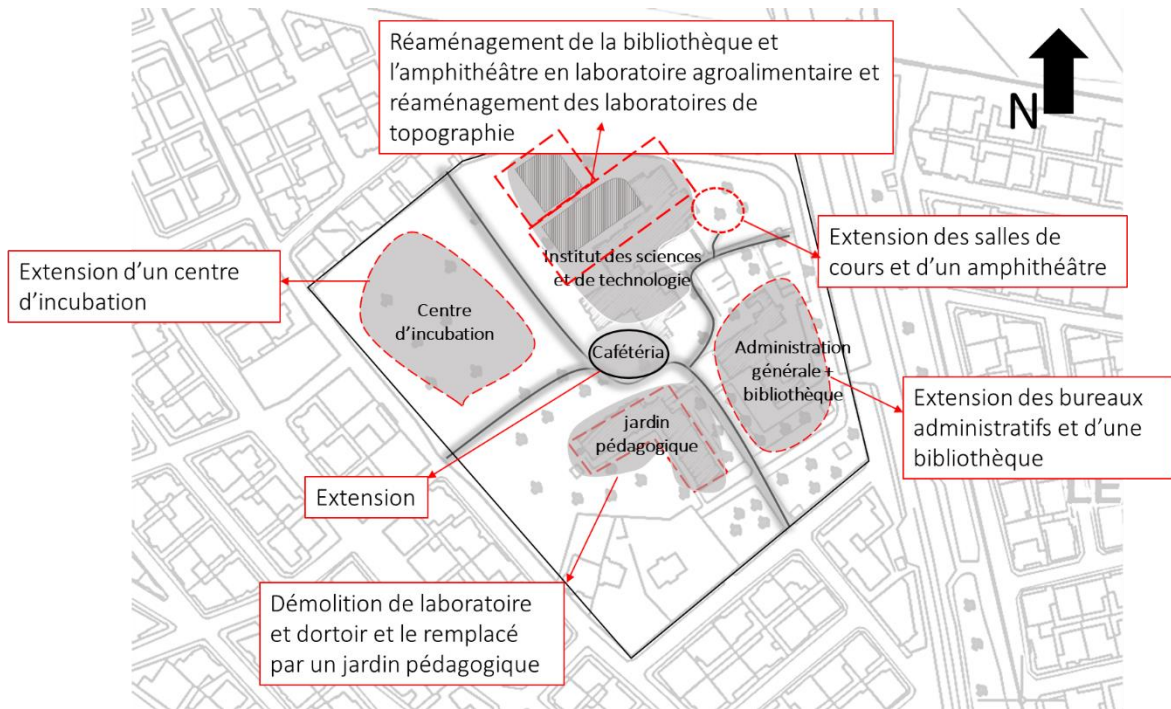 Réaménagement de la bibliothèque et
l'amphithéâtre en laboratoire agroalimentaire et
réaménagement des laboratoires de
topographie
N
Extension d'un centre
d'incubation
Extension des salles de
cours et d'un amphithéâtre
Institut des sciences
et de technologie
Centre
d'incubation
Cafétéria
Administration
générale +
bibliothèque
Extension des bureaux
administratifs et d'une
bibliothèque
jardin
pédagogique
Extension
LE
Démolition de laboratoire
et dortoir et le remplacé
par un jardin pédagogique